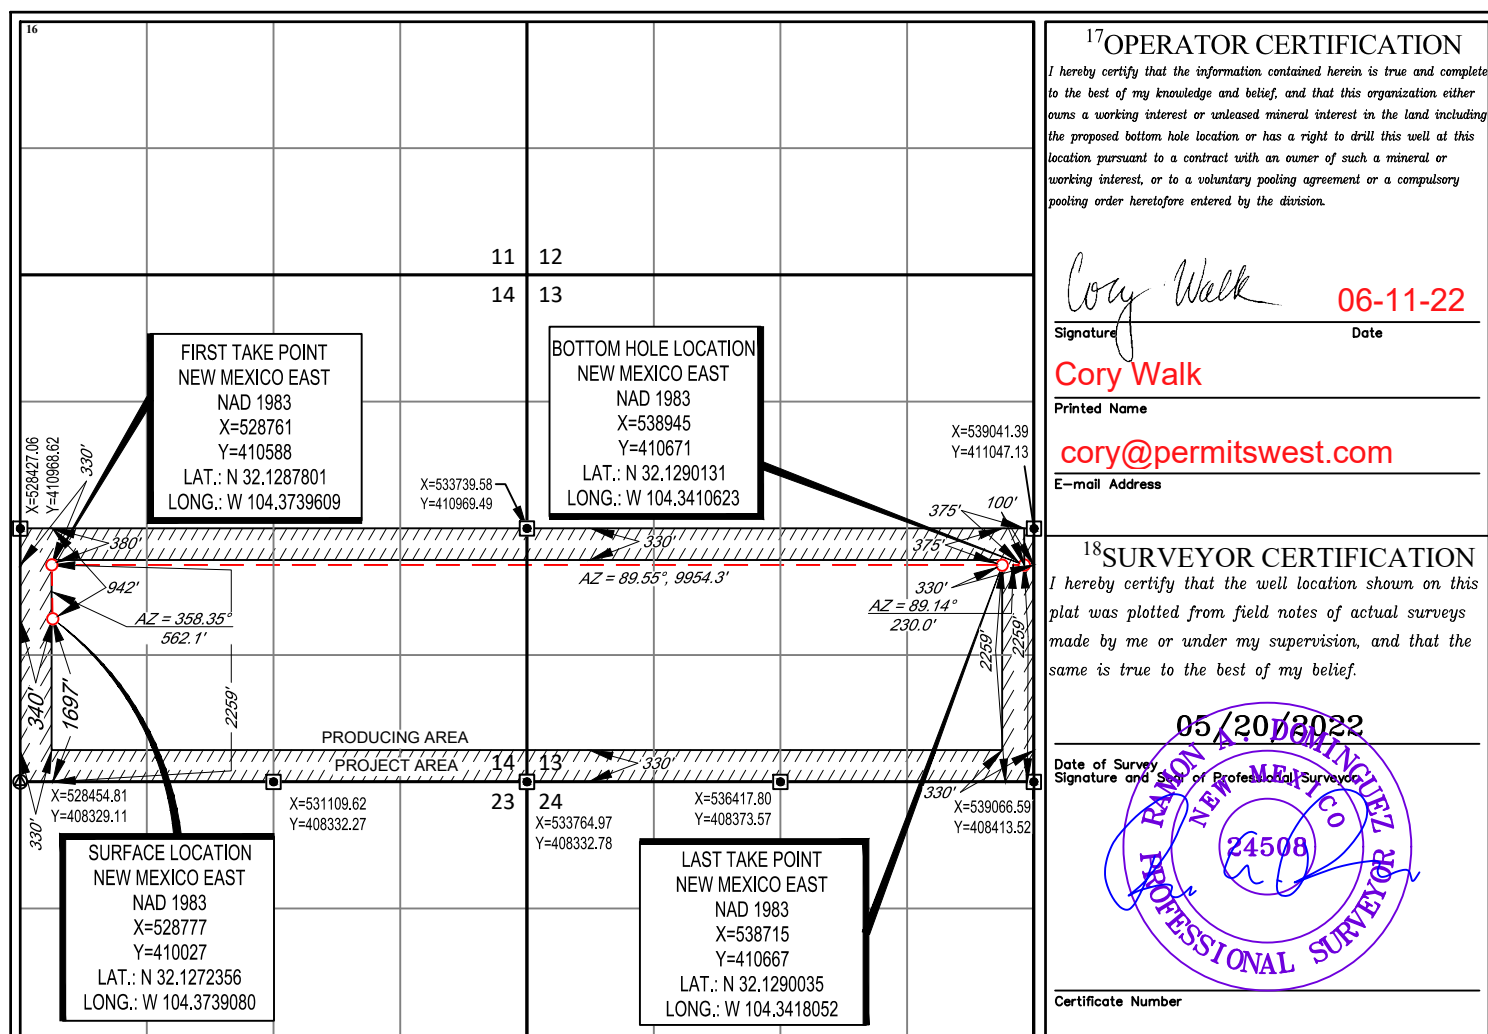 16
11 12
14 13
FIRST TAKE POINT
NEW MEXICO EAST
NAD 1983
X=528761
Y=410588
LAT.: N 32.1287801
LONG.: W 104.3739609
BOTTOM HOLE LOCATION
NEW MEXICO EAST
NAD 1983
X=538945
Y=410671
LAT.: N 32.1290131
LONG.: W 104.3410623
X=528427.06
Y=410968.62
330'
X=533739.58
Y=410969.49
X=539041.39
Y=411047.13
100'
375'
380'
330'
375'
942'
AZ = 89.55°, 9954.3'
330'
AZ = 358.35°
562.1'
AZ = 89.14°
230.0'
2259'
2259'
340'
1697'
2259'
PRODUCING AREA
PROJECT AREA
14 13
330'
330'
330'
23 24
X=528454.81
Y=408329.11
X=531109.62
Y=408332.27
X=533764.97
Y=408332.78
X=536417.80
Y=408373.57
X=539066.59
Y=408413.52
SURFACE LOCATION
NEW MEXICO EAST
NAD 1983
X=528777
Y=410027
LAT.: N 32.1272356
LONG.: W 104.3739080
LAST TAKE POINT
NEW MEXICO EAST
NAD 1983
X=538715
Y=410667
LAT.: N 32.1290035
LONG.: W 104.3418052
17OPERATOR CERTIFICATION
I hereby certify that the information contained herein is true and complete
to the best of my knowledge and belief, and that this organization either
owns a working interest or unleased mineral interest in the land including
the proposed bottom hole location or has a right to drill this well at this
location pursuant to a contract with an owner of such a mineral or
working interest, or to a voluntary pooling agreement or a compulsory
pooling order heretofore entered by the division.
Cory Walk
06-11-22
Signature Date
Cory Walk
Printed Name
cory@permitswest.com
E-mail Address
18SURVEYOR CERTIFICATION
I hereby certify that the well location shown on this
plat was plotted from field notes of actual surveys
made by me or under my supervision, and that the
same is true to the best of my belief.
05/20/2022
Date of Survey
Signature and Seal of Professional Surveyor
RAMON A. DOMINGUEZ
NEW MEXICO
24508
PROFESSIONAL SURVEYOR
Certificate Number